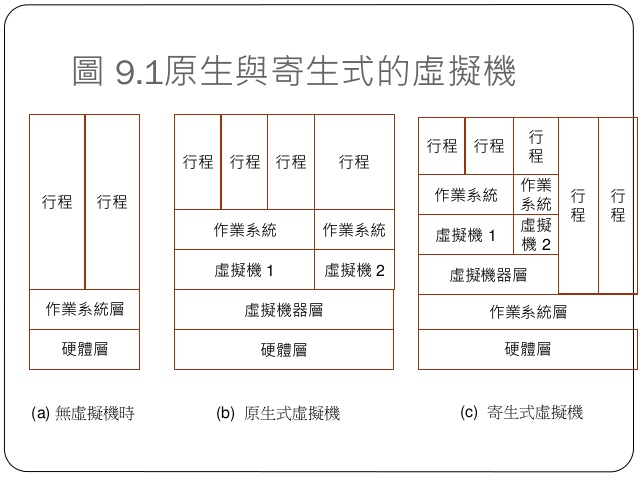 圖 9.1原生與寄生式的虛擬機
行程
行程
作業系統層
硬體層
(a) 無虛擬機時
行程
行程
行程
行程
作業系統
作業系統
虛擬機 1
虛擬機 2
虛擬機器層
硬體層
(b) 原生式虛擬機
行程
行程
行
程
作業系統
作業
系統
虛擬機 1
虛擬
機 2
虛擬機器層
行
程
行
程
作業系統層
硬體層
(c) 寄生式虛擬機